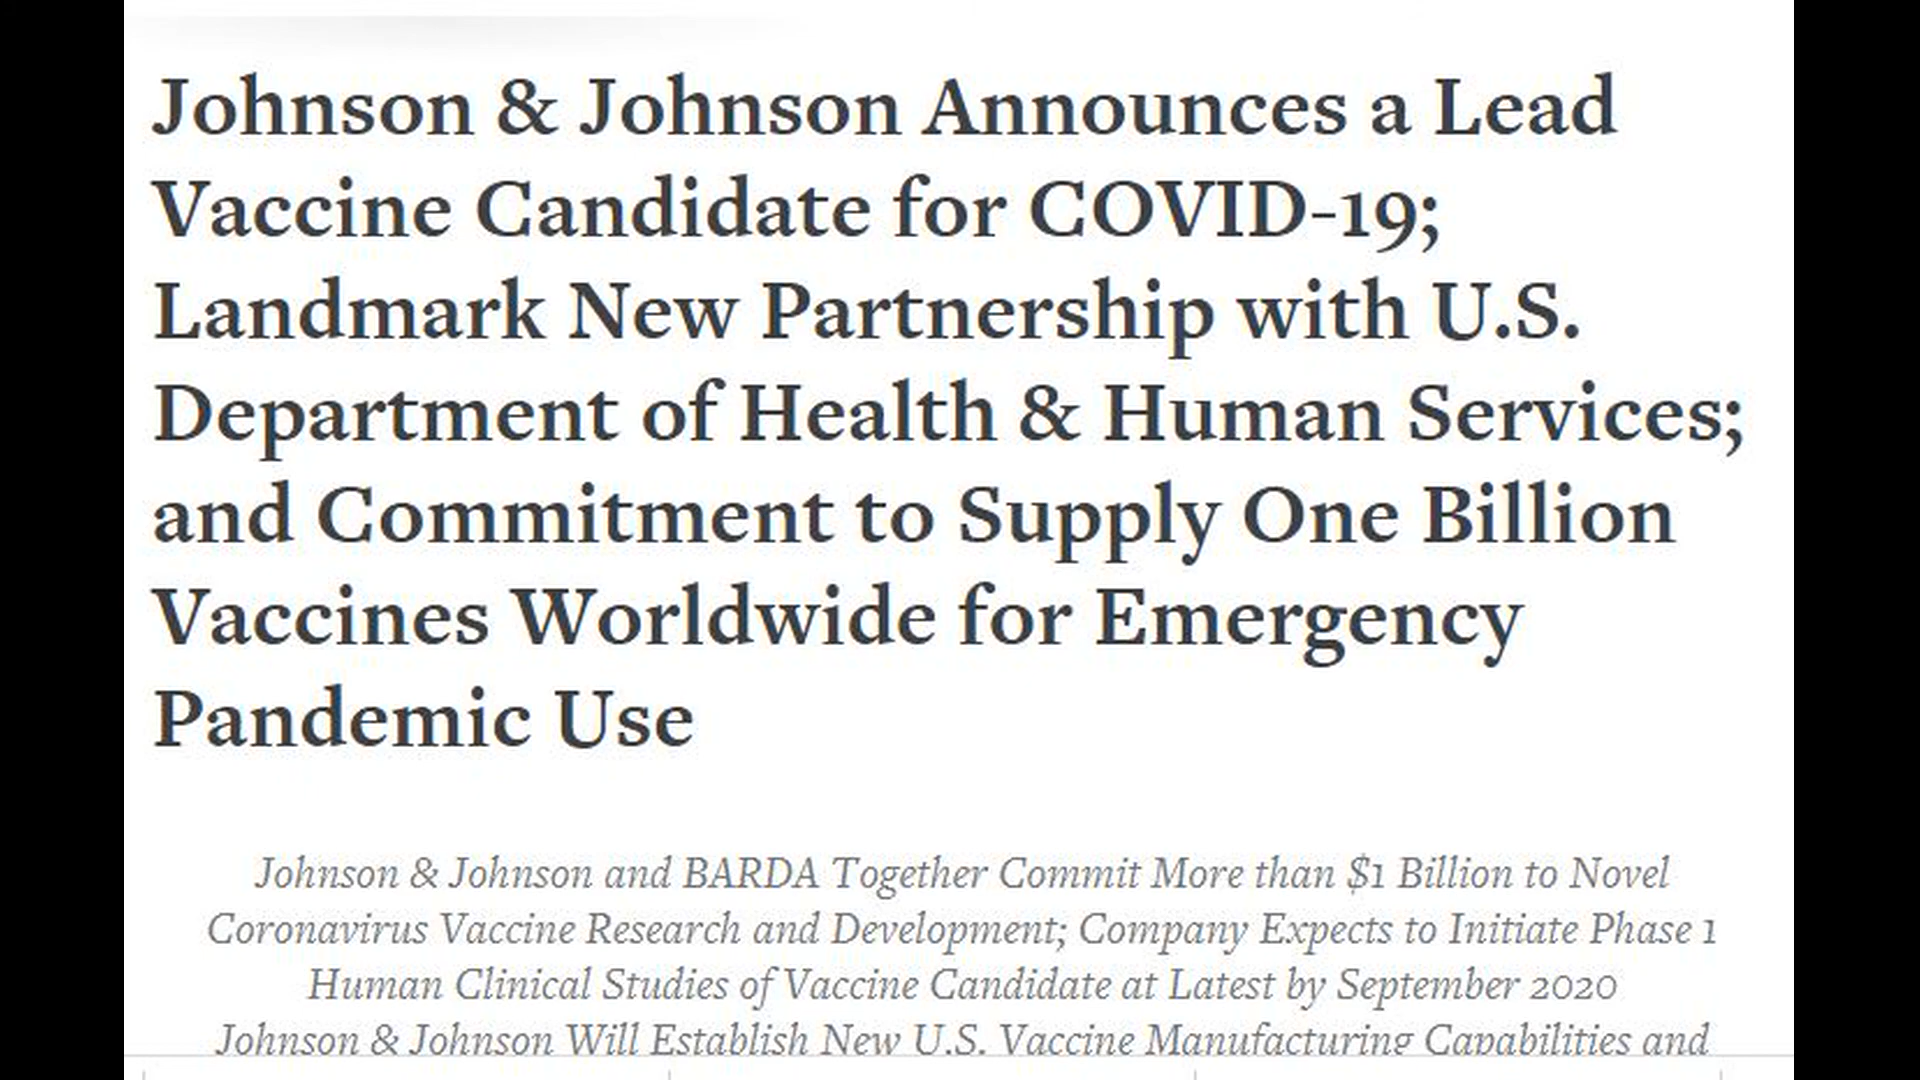 Johnson & Johnson Announces a Lead
Vaccine Candidate for COVID-19;
Landmark New Partnership with U.S.
Department of Health & Human Services;
and Commitment to Supply One Billion
Vaccines Worldwide for Emergency
Pandemic Use
Johnson & Johnson and BARDA Together Commit More than $1 Billion to Novel
Coronavirus Vaccine Research and Development; Company Expects to Initiate Phase 1
Human Clinical Studies of Vaccine Candidate at Latest by September 2020
Johnson & Johnson Will Establish New U.S. Vaccine Manufacturing Capabilities and